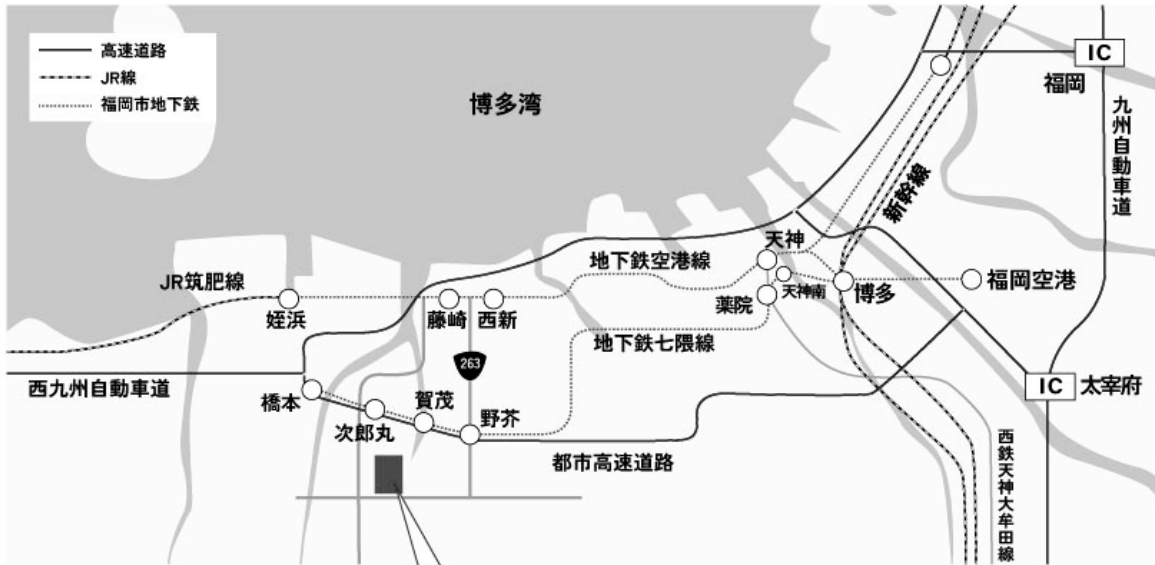 高速道路
JR線
福岡市地下鉄
博多湾
IC
福岡
九州自動車道
新幹線
天神
地下鉄空港線
JR筑肥線
福岡空港
天神南
博多
薬院
姪浜
藤崎
西新
地下鉄七隈線
263
西九州自動車道
橋本
賀茂
次郎丸
野芥
IC
太宰府
都市高速道路
西鉄天神大牟田線